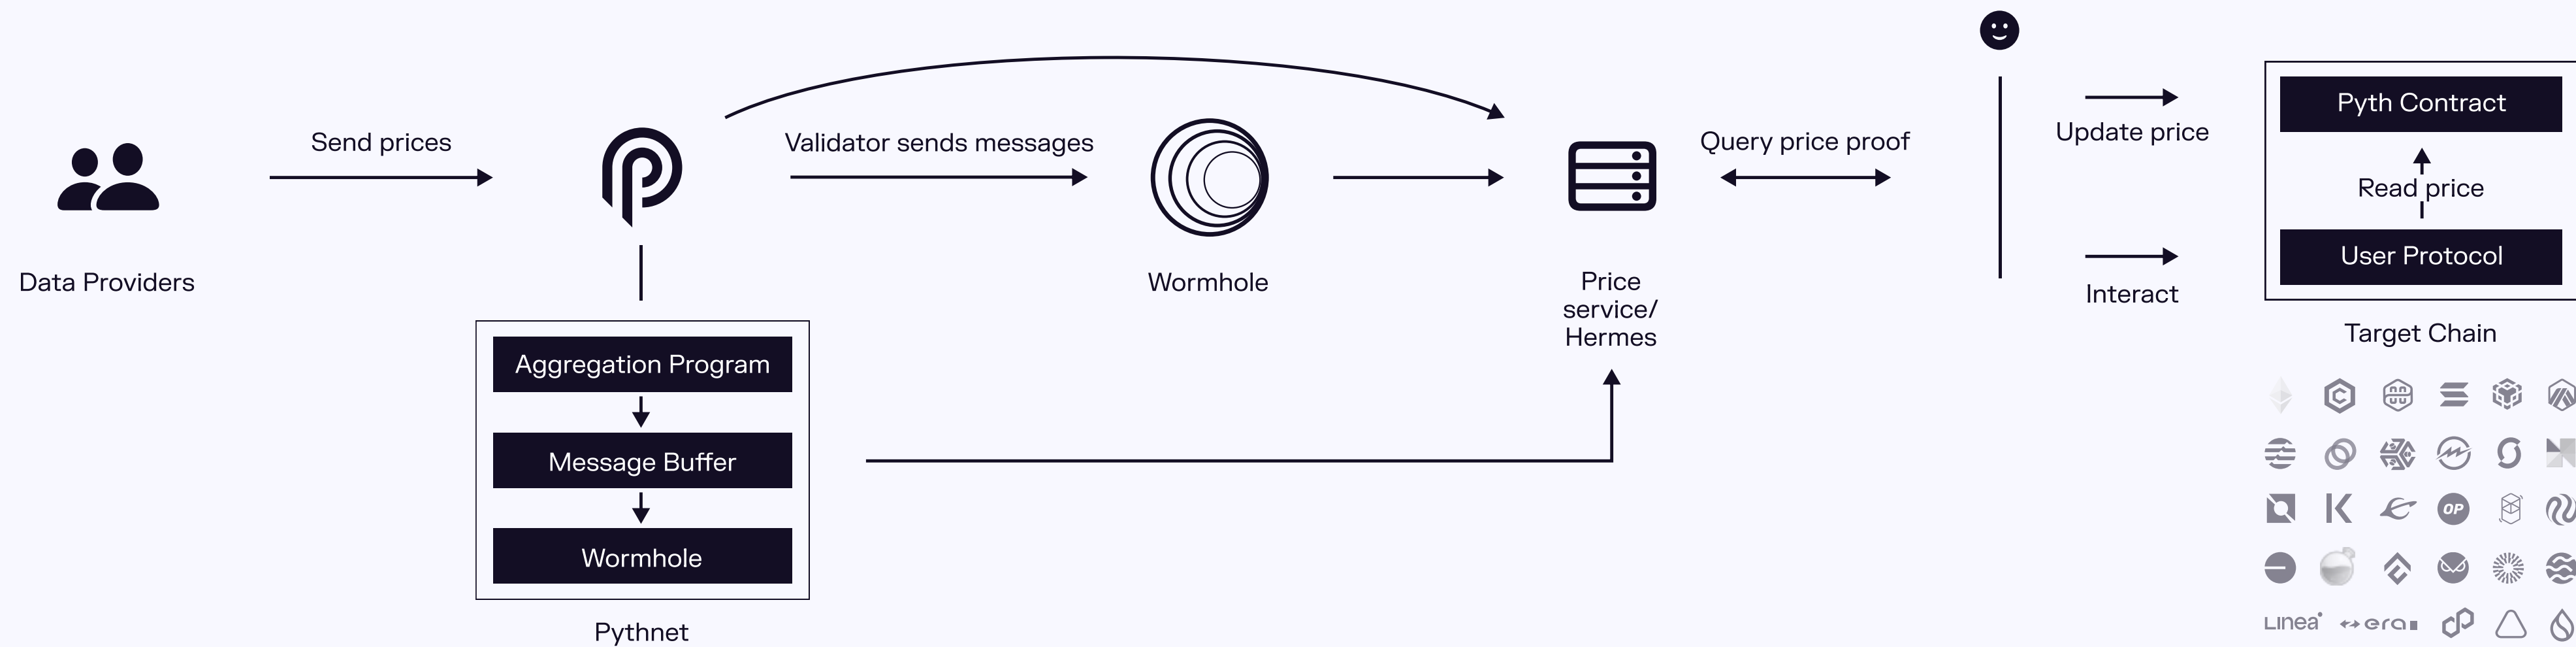 Send prices
Validator sends messages
Query price proof
Update price
Interact
Pyth Contract
Read price
User Protocol
Target Chain
Data Providers
Wormhole
Price
service/
Hermes
Aggregation Program
Message Buffer
Wormhole
Pythnet
OP
Linea
era